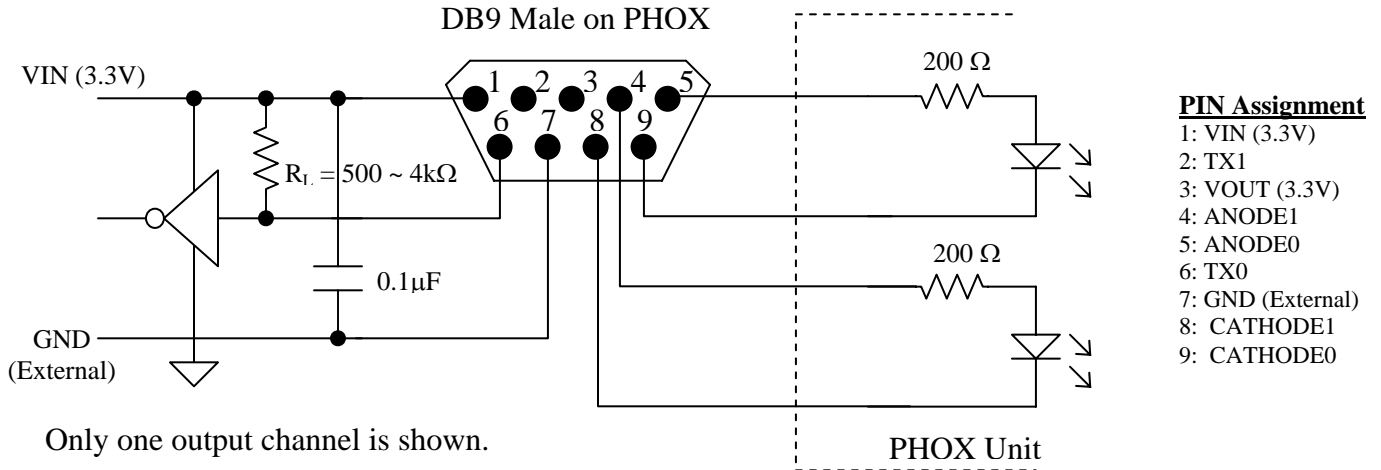 DB9 Male on PHOX
VIN (3.3V)
1
2
3
4
5
6
7
8
9
R_L = 500 ~ 4kΩ
0.1μF
GND
(External)
Only one output channel is shown.
200 Ω
200 Ω
PHOX Unit
PIN Assignment
1: VIN (3.3V)
2: TX1
3: VOUT (3.3V)
4: ANODE1
5: ANODE0
6: TX0
7: GND (External)
8: CATHODE1
9: CATHODE0